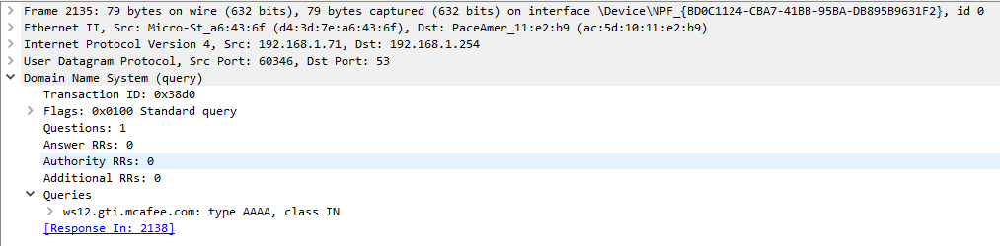 Frame 2135: 79 bytes on wire (632 bits), 79 bytes captured (632 bits) on interface \Device\NPF_{BD0C1124-CBA7-41BB-95BA-DB895B9631F2}, id 0
Ethernet II, Src: Micro-St_a6:43:6f (d4:3d:7e:a6:43:6f), Dst: PaceAmer_11:e2:b9 (ac:5d:10:11:e2:b9)
Internet Protocol Version 4, Src: 192.168.1.71, Dst: 192.168.1.254
User Datagram Protocol, Src Port: 60346, Dst Port: 53
Domain Name System (query)
Transaction ID: 0x38d0
Flags: 0x0100 Standard query
Questions: 1
Answer RRs: 0
Authority RRs: 0
Additional RRs: 0
Queries
ws12.gti.mcafee.com: type AAAA, class IN
[Response In: 2138]